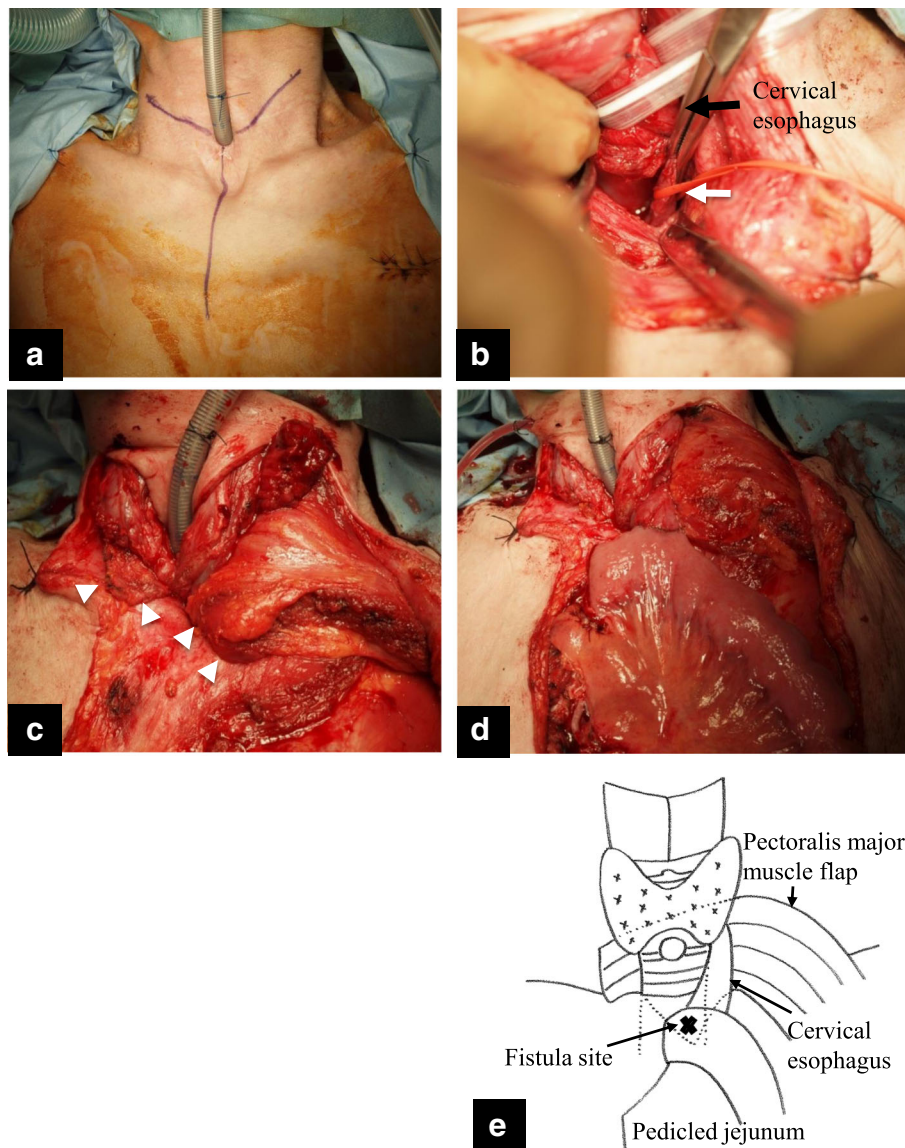 a
Cervical
esophagus
b
c
d
Pectoralis major
muscle flap
Cervical
esophagus
Fistula site
Pedicled jejunum
e